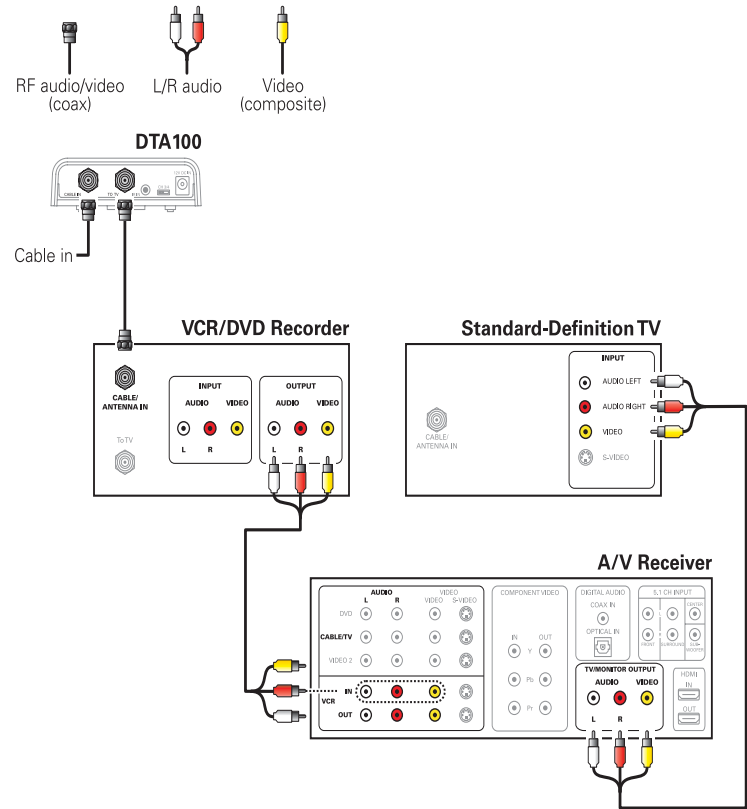 RF audio/video
(coax)
L/R audio
Video
(composite)
DTA100
CABLE IN
TO TV
Cable in
VCR/DVD Recorder
CABLE/
ANTENNA IN
To TV
INPUT
AUDIO VIDEO
L R
OUTPUT
AUDIO VIDEO
L R
Standard-Definition TV
CABLE/
ANTENNA IN
INPUT
AUDIO LEFT
AUDIO RIGHT
VIDEO
S-VIDEO
A/V Receiver
AUDIO
L R
VIDEO
VIDEO S-VIDEO
DVD
CABLE/TV
VIDEO 2
VCR
IN
OUT
COMPONENT VIDEO
IN OUT
Y
Pb
Pr
DIGITAL AUDIO
COAX IN
OPTICAL IN
5.1 CH INPUT
CENTER
FRONT
SURROUND
SUB-
WOOFER
TV/MONITOR OUTPUT
AUDIO VIDEO
L R
HDMI
IN
OUT